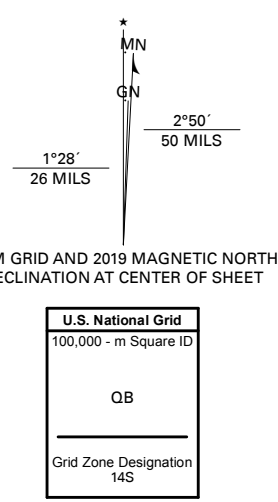 ★
MN
GN
2°50´
50 MILS
1°28´
26 MILS
M GRID AND 2019 MAGNETIC NORTH
ECLINATION AT CENTER OF SHEET
U.S. National Grid
100,000 - m Square ID
QB
Grid Zone Designation
14S